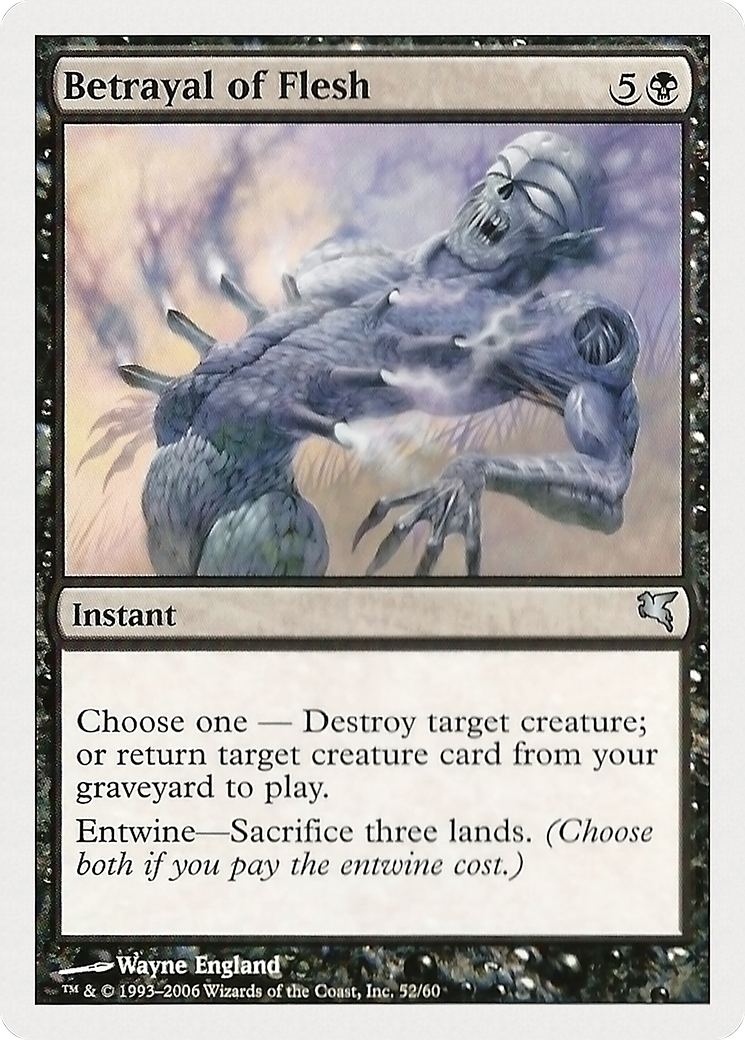 Betrayal of Flesh 5
Instant
Choose one — Destroy target creature;
or return target creature card from your
graveyard to play.
Entwine—Sacrifice three lands. (Choose
both if you pay the entwine cost.)
Wayne England
™ & © 1993–2006 Wizards of the Coast, Inc. 52/60